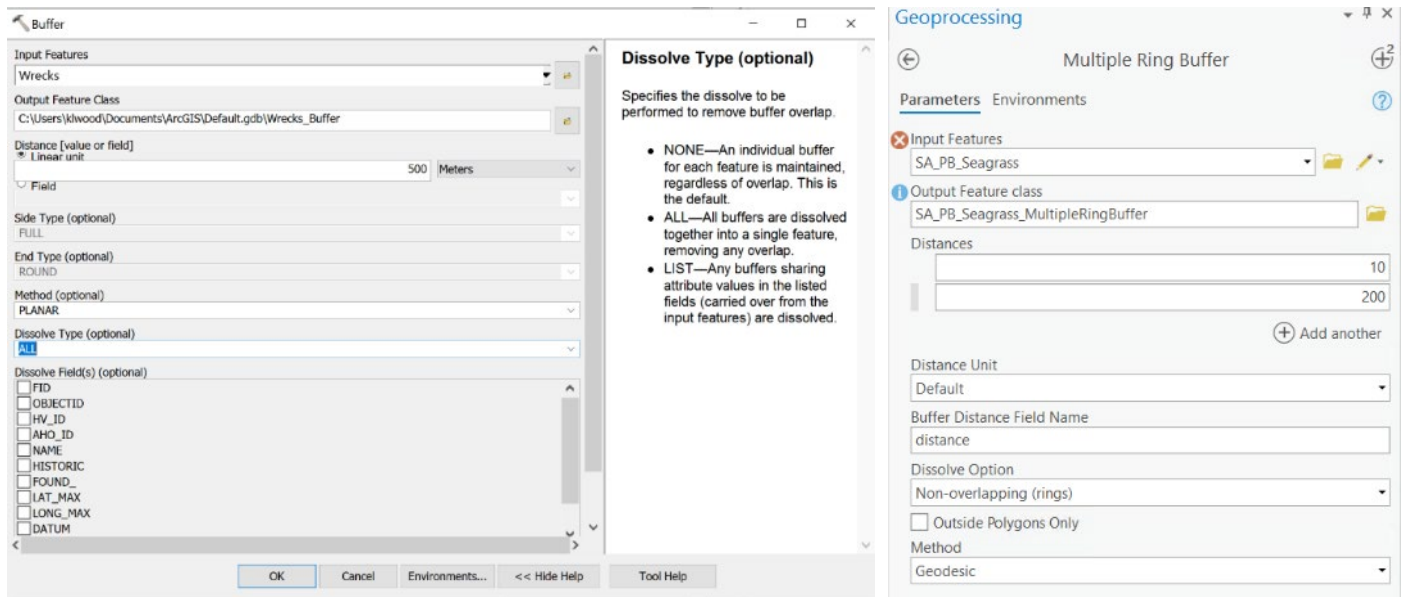 Buffer
Input Features
Wrecks
Output Feature Class
C:\Users\klwood\Documents\ArcGIS\Default.gdb\Wrecks_Buffer
Distance [value or field]
Linear unit
500 Meters
Field
Side Type (optional)
FULL
End Type (optional)
ROUND
Method (optional)
PLANAR
Dissolve Type (optional)
ALL
Dissolve Field(s) (optional)
FID
OBJECTID
HV_ID
AHO_ID
NAME
HISTORIC
FOUND_
LAT_MAX
LONG_MAX
DATUM
OK Cancel Environments... << Hide Help Tool Help
Dissolve Type (optional)
Specifies the dissolve to be
performed to remove buffer overlap.
• NONE—An individual buffer
for each feature is maintained,
regardless of overlap. This is
the default.
• ALL—All buffers are dissolved
together into a single feature,
removing any overlap.
• LIST—Any buffers sharing
attribute values in the listed
fields (carried over from the
input features) are dissolved.
Geoprocessing
Multiple Ring Buffer
2
Parameters Environments
?
Input Features
SA_PB_Seagrass
Output Feature class
SA_PB_Seagrass_MultipleRingBuffer
Distances
10
200
Add another
Distance Unit
Default
Buffer Distance Field Name
distance
Dissolve Option
Non-overlapping (rings)
Outside Polygons Only
Method
Geodesic